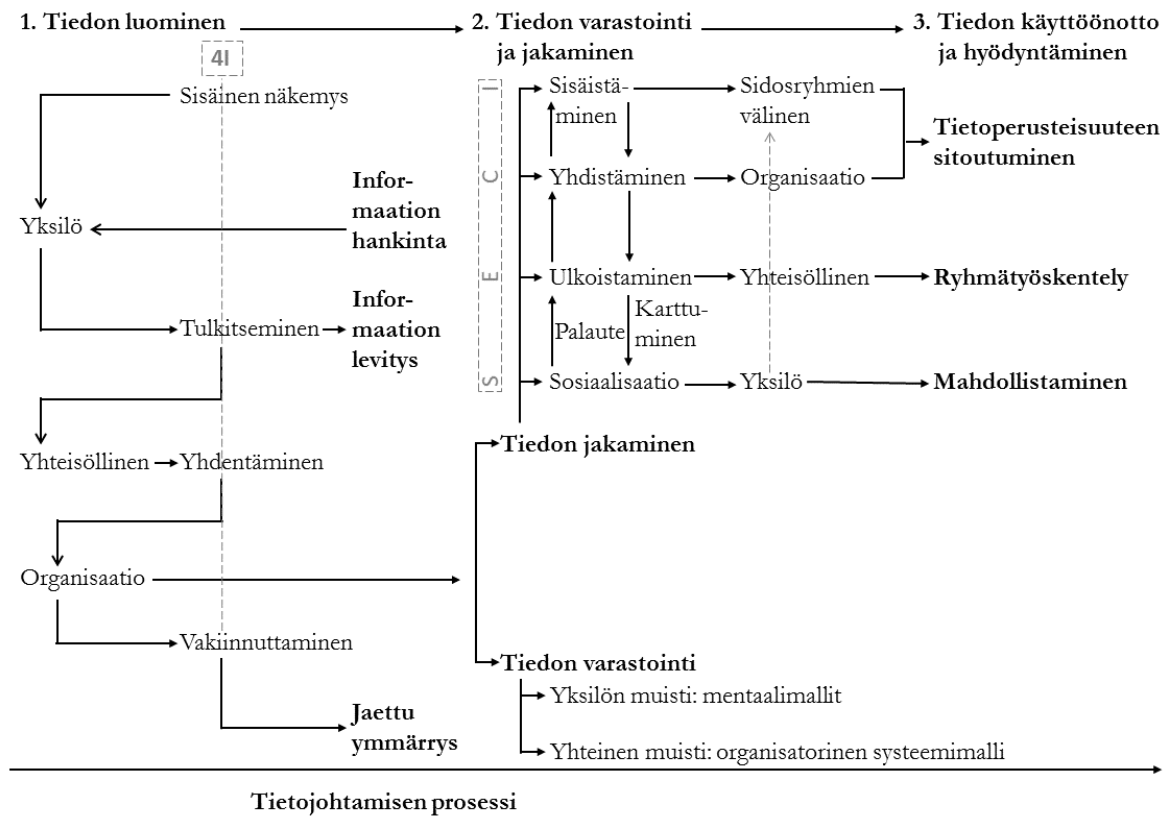 1. Tiedon luominen
2. Tiedon varastointi
ja jakaminen
3. Tiedon käyttöönotto
ja hyödyntäminen
4I
Sisäinen näkemys
Infor-
maation
hankinta
Yksilö
Infor-
maation
levitys
Tulkitseminen
Yhteisöllinen
Yhdentäminen
Organisaatio
Vakiinnuttaminen
Jaettu
ymmärrys
I
C
E
S
Sisäistä-
minen
Sidosryhmien
välinen
Tietoperusteisuuteen
sitoutuminen
Yhdistäminen
Organisaatio
Ulkoistaminen
Yhteisöllinen
Ryhmätyöskentely
Palaute
Karttu-
minen
Sosiaalisaatio
Yksilö
Mahdollistaminen
Tiedon jakaminen
Tiedon varastointi
Yksilön muisti: mentaalimallit
Yhteinen muisti: organisatorinen systeemimalli
Tietojohtamisen prosessi